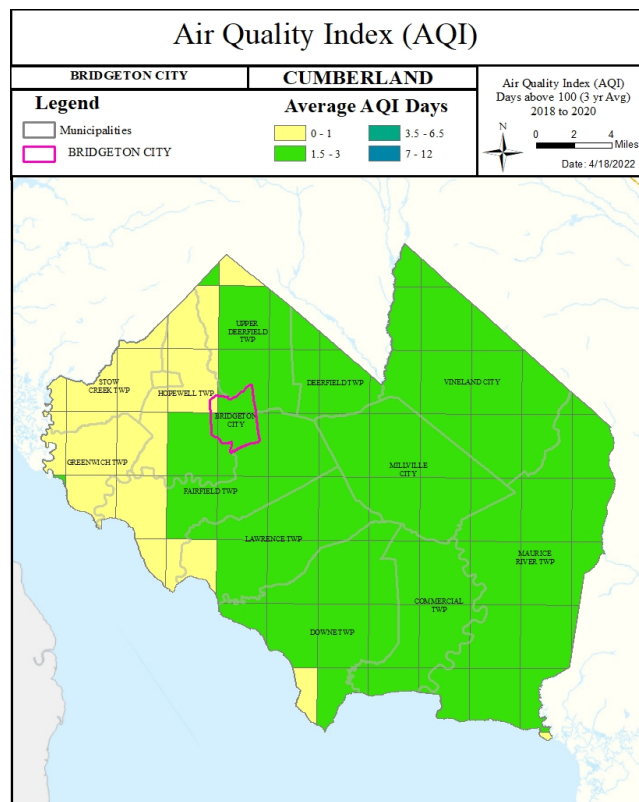 Air Quality Index (AQI)
BRIDGETON CITY
CUMBERLAND
Legend
Municipalities
BRIDGETON CITY
Average AQI Days
0 - 1
1.5 - 3
3.5 - 6.5
7 - 12
Air Quality Index (AQI)
Days above 100 (3 yr Avg)
2018 to 2020
N
0 2 4
Miles
Date: 4/18/2022
UPPER
DEERFIELD
TWP
STOW
CREEK TWP
HOPEWELL TWP
DEERFIELD TWP
VINELAND CITY
BRIDGETON
CITY
GREENWICH TWP
MILLVILLE
CITY
FAIRFIELD TWP
LAWRENCE TWP
MAURICE
RIVER TWP
COMMERCIAL
TWP
DOWNE TWP